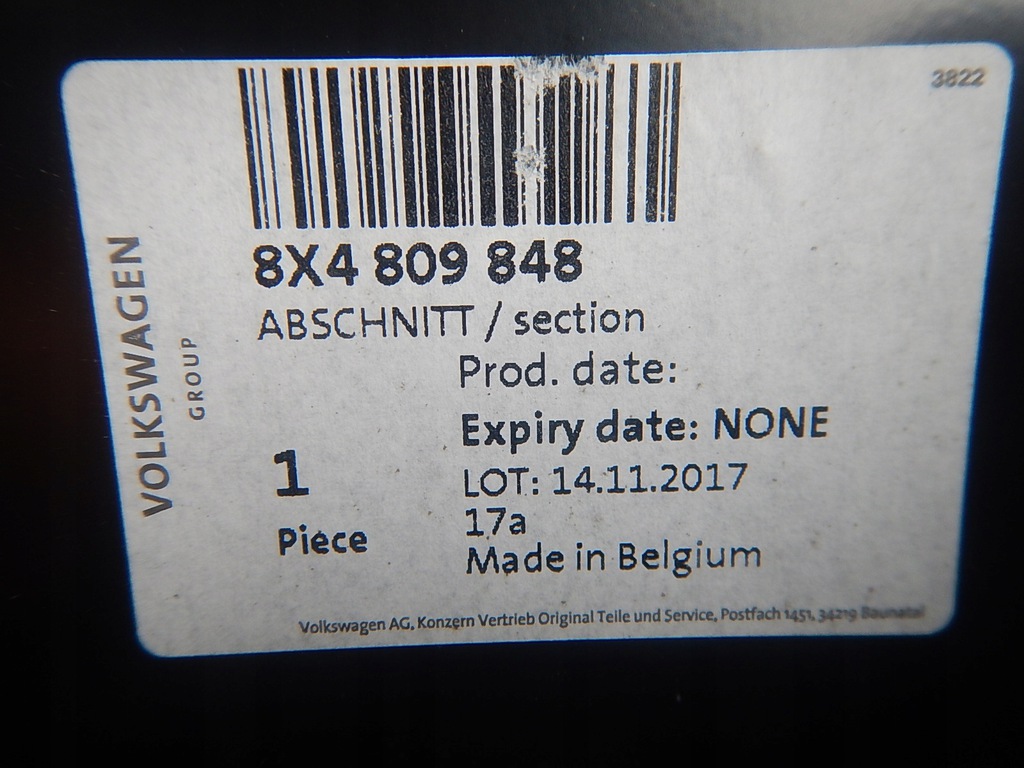 3822
8X4 809 848
ABSCHNITT / section
Prod. date:
Expiry date: NONE
1
Piece
LOT: 14.11.2017
17a
Made in Belgium
VOLKSWAGEN
GROUP
Volkswagen AG, Konzern Vertrieb Original Teile und Service, Postfach 1451, 34219 Baunatal